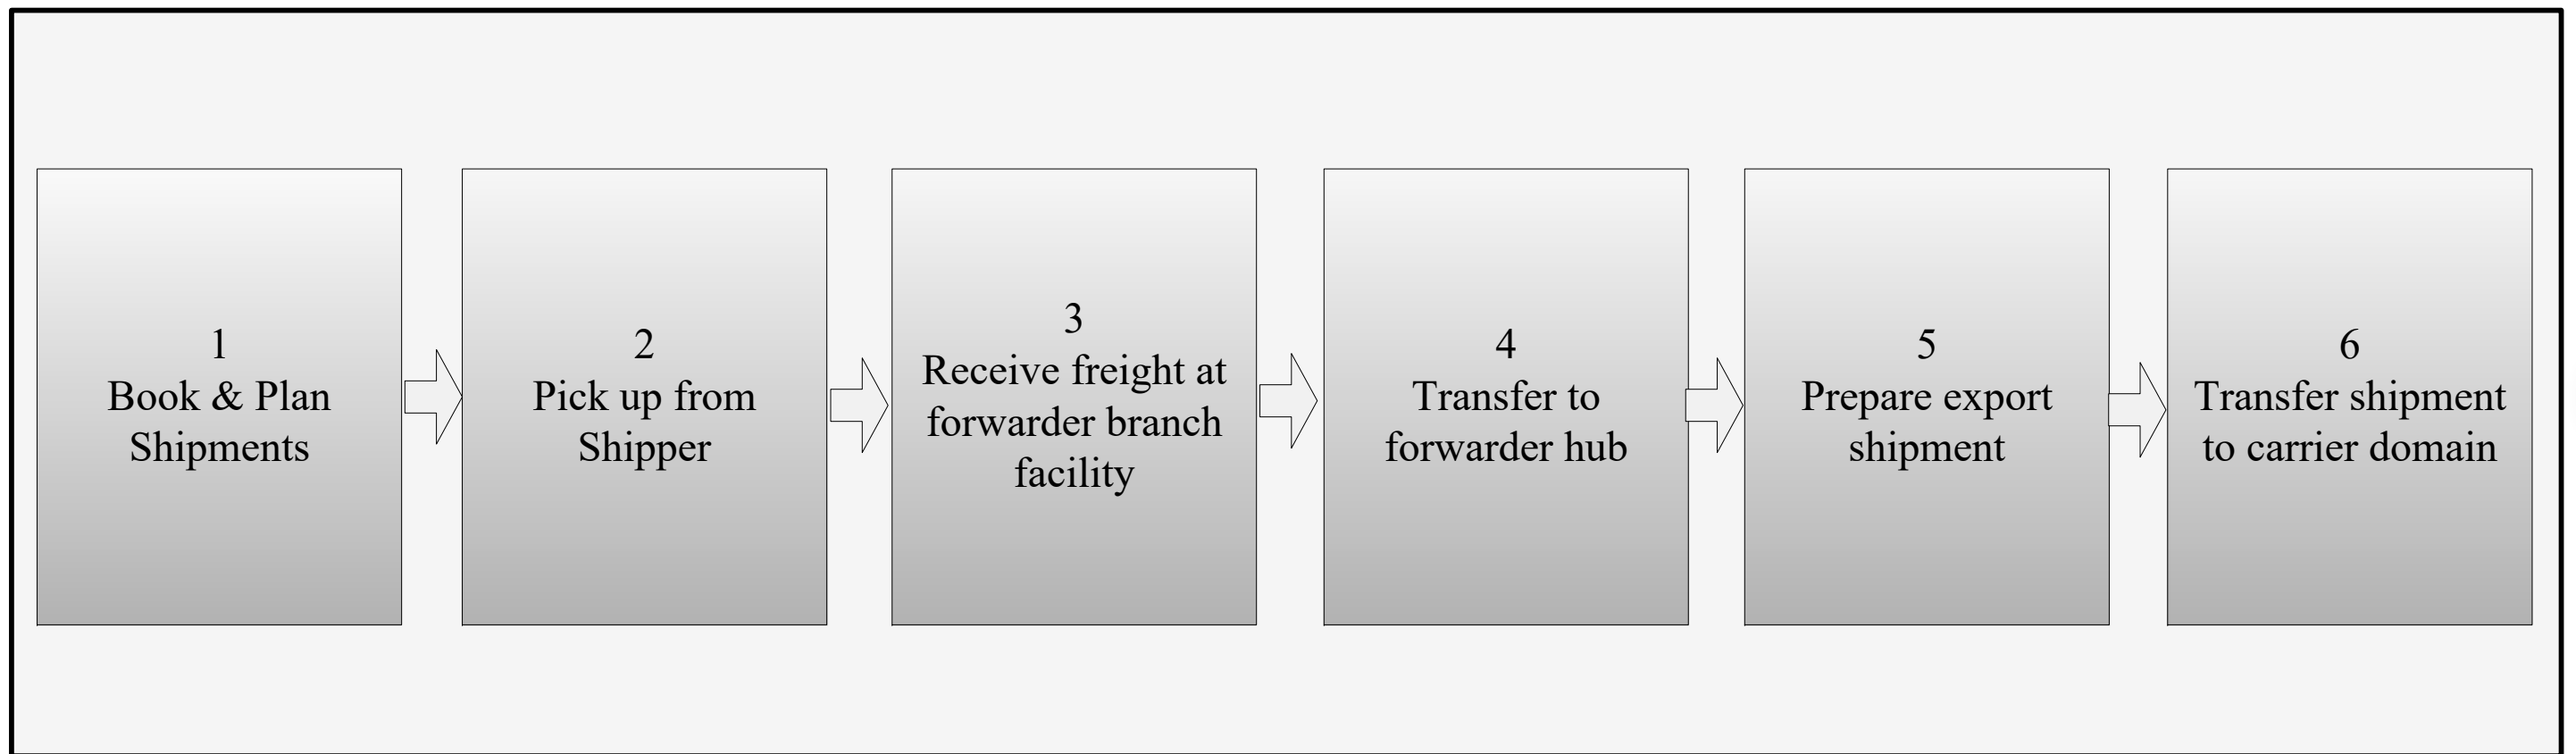 1
Book & Plan
Shipments
2
Pick up from
Shipper
3
Receive freight at
forwarder branch
facility
4
Transfer to
forwarder hub
5
Prepare export
shipment
6
Transfer shipment
to carrier domain